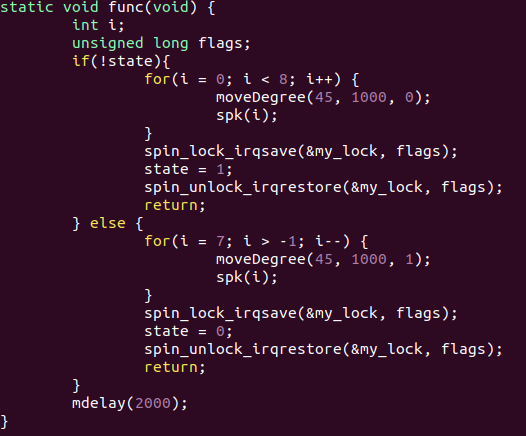 static void func(void) {
        int i;
        unsigned long flags;
        if(!state){
                for(i = 0; i < 8; i++) {
                        moveDegree(45, 1000, 0);
                        spk(i);
                }
                spin_lock_irqsave(&my_lock, flags);
                state = 1;
                spin_unlock_irqrestore(&my_lock, flags);
                return;
        } else {
                for(i = 7; i > -1; i--) {
                        moveDegree(45, 1000, 1);
                        spk(i);
                }
                spin_lock_irqsave(&my_lock, flags);
                state = 0;
                spin_unlock_irqrestore(&my_lock, flags);
                return;
        }
        mdelay(2000);
}